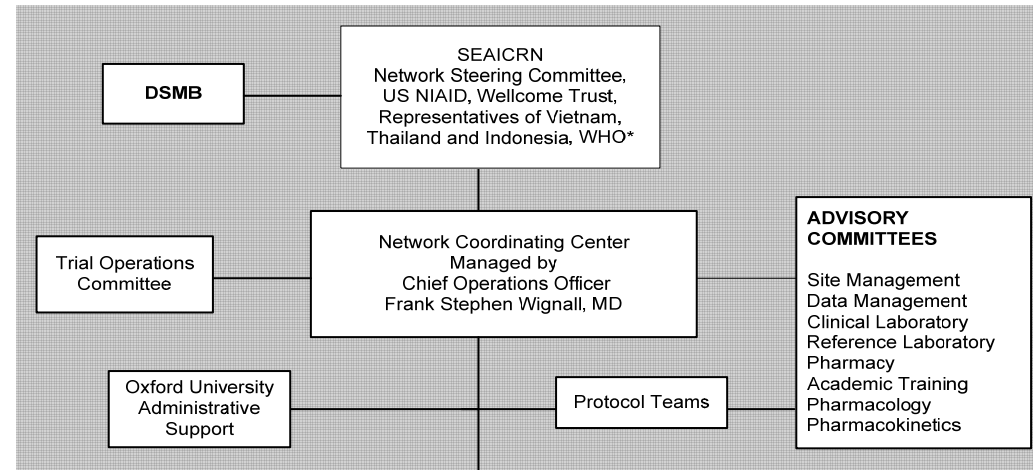 SEAICRN
Network Steering Committee,
US NIAID, Wellcome Trust,
Representatives of Vietnam,
Thailand and Indonesia, WHO*
DSMB
Network Coordinating Center
Managed by
Chief Operations Officer
Frank Stephen Wignall, MD
Trial Operations
Committee
ADVISORY
COMMITTEES
Site Management
Data Management
Clinical Laboratory
Reference Laboratory
Pharmacy
Academic Training
Pharmacology
Pharmacokinetics
Oxford University
Administrative
Support
Protocol Teams